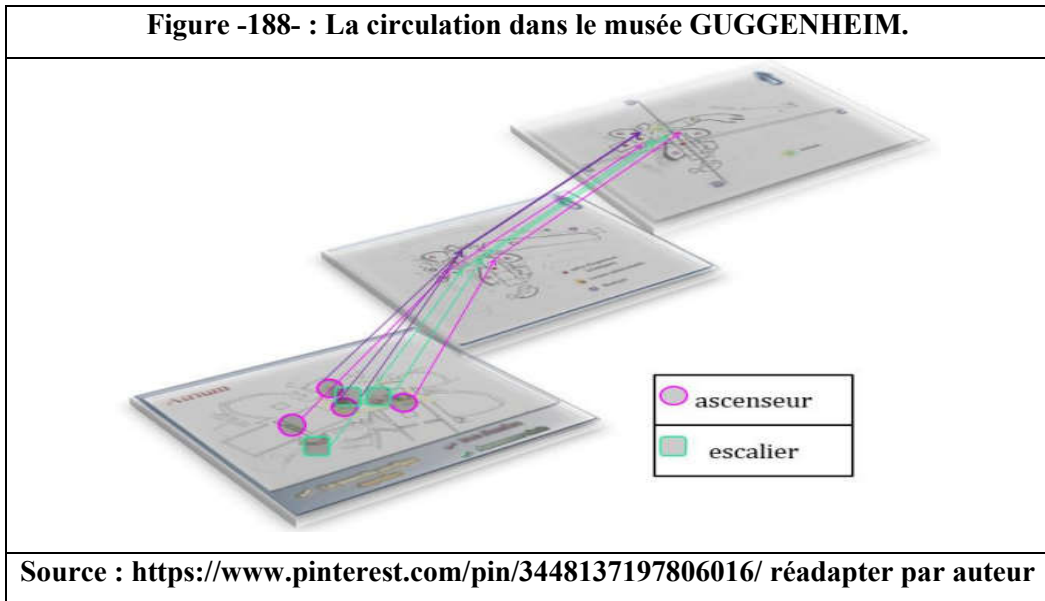 Figure -188- : La circulation dans le musée GUGGENHEIM.
Atrium
ascenseur
escalier
Source : https://www.pinterest.com/pin/3448137197806016/ réadapter par auteur